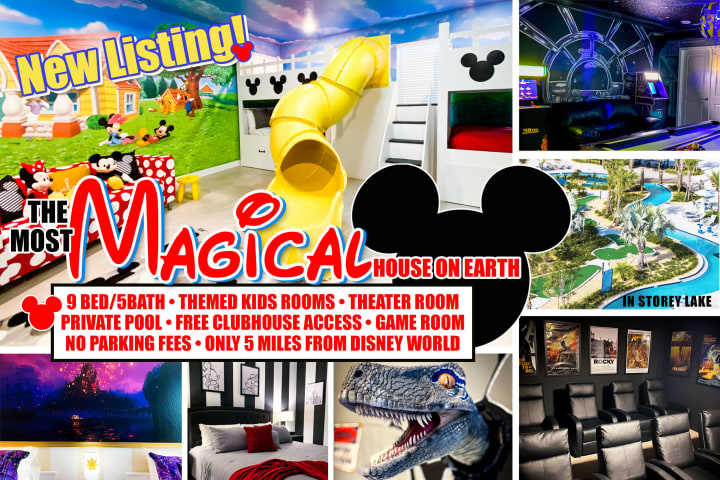 New Listing!
THE
MOST
MAGICAL
HOUSE ON EARTH
9 BED/5BATH • THEMED KIDS ROOMS • THEATER ROOM
PRIVATE POOL • FREE CLUBHOUSE ACCESS • GAME ROOM
NO PARKING FEES • ONLY 5 MILES FROM DISNEY WORLD
IN STOREY LAKE
ROCKY